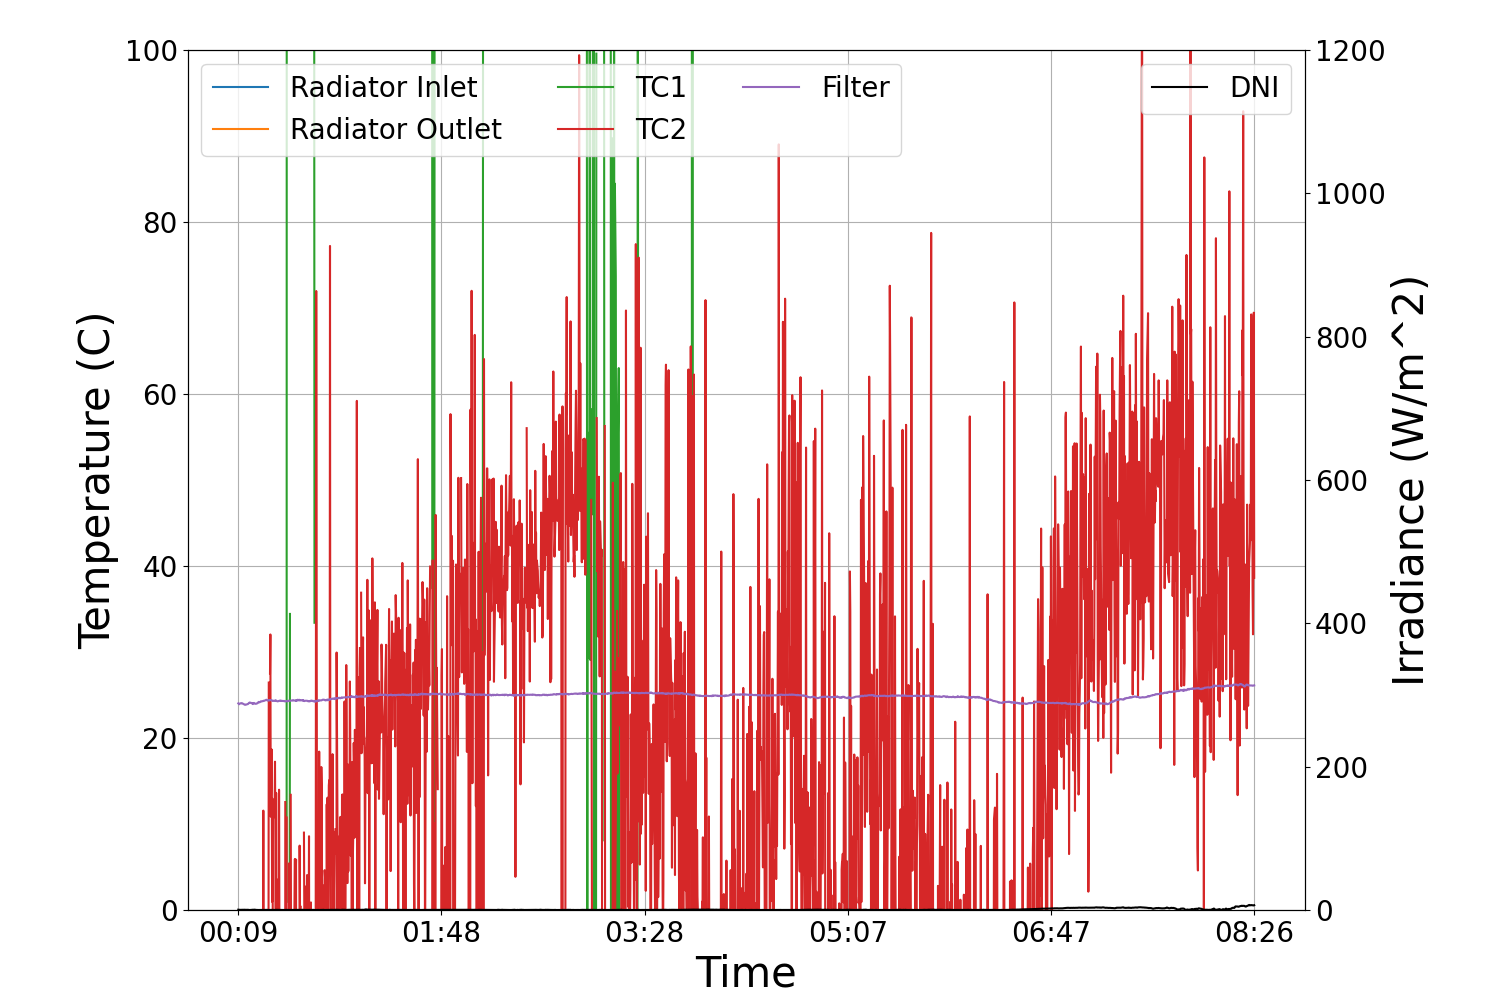 100
80
60
40
20
0
Temperature (C)
Radiator Inlet
Radiator Outlet
TC1
TC2
Filter
DNI
1200
1000
800
600
400
200
0
Irradiance (W/m^2)
00:09
01:48
03:28
05:07
06:47
08:26
Time